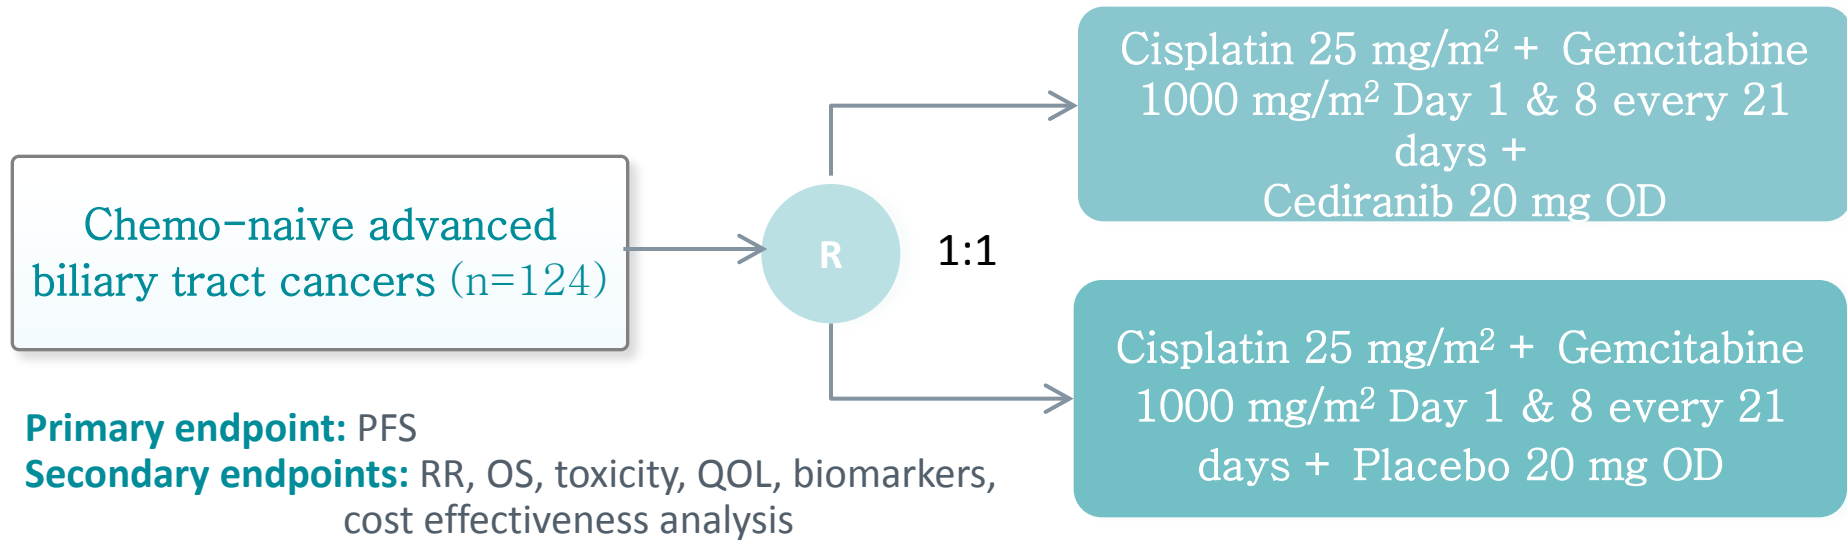 Chemo-naive advanced
biliary tract cancers (n=124)
R
1:1
Cisplatin 25 mg/m² + Gemcitabine
1000 mg/m² Day 1 & 8 every 21
days +
Cediranib 20 mg OD
Cisplatin 25 mg/m² + Gemcitabine
1000 mg/m² Day 1 & 8 every 21
days + Placebo 20 mg OD
Primary endpoint: PFS
Secondary endpoints: RR, OS, toxicity, QOL, biomarkers,
cost effectiveness analysis